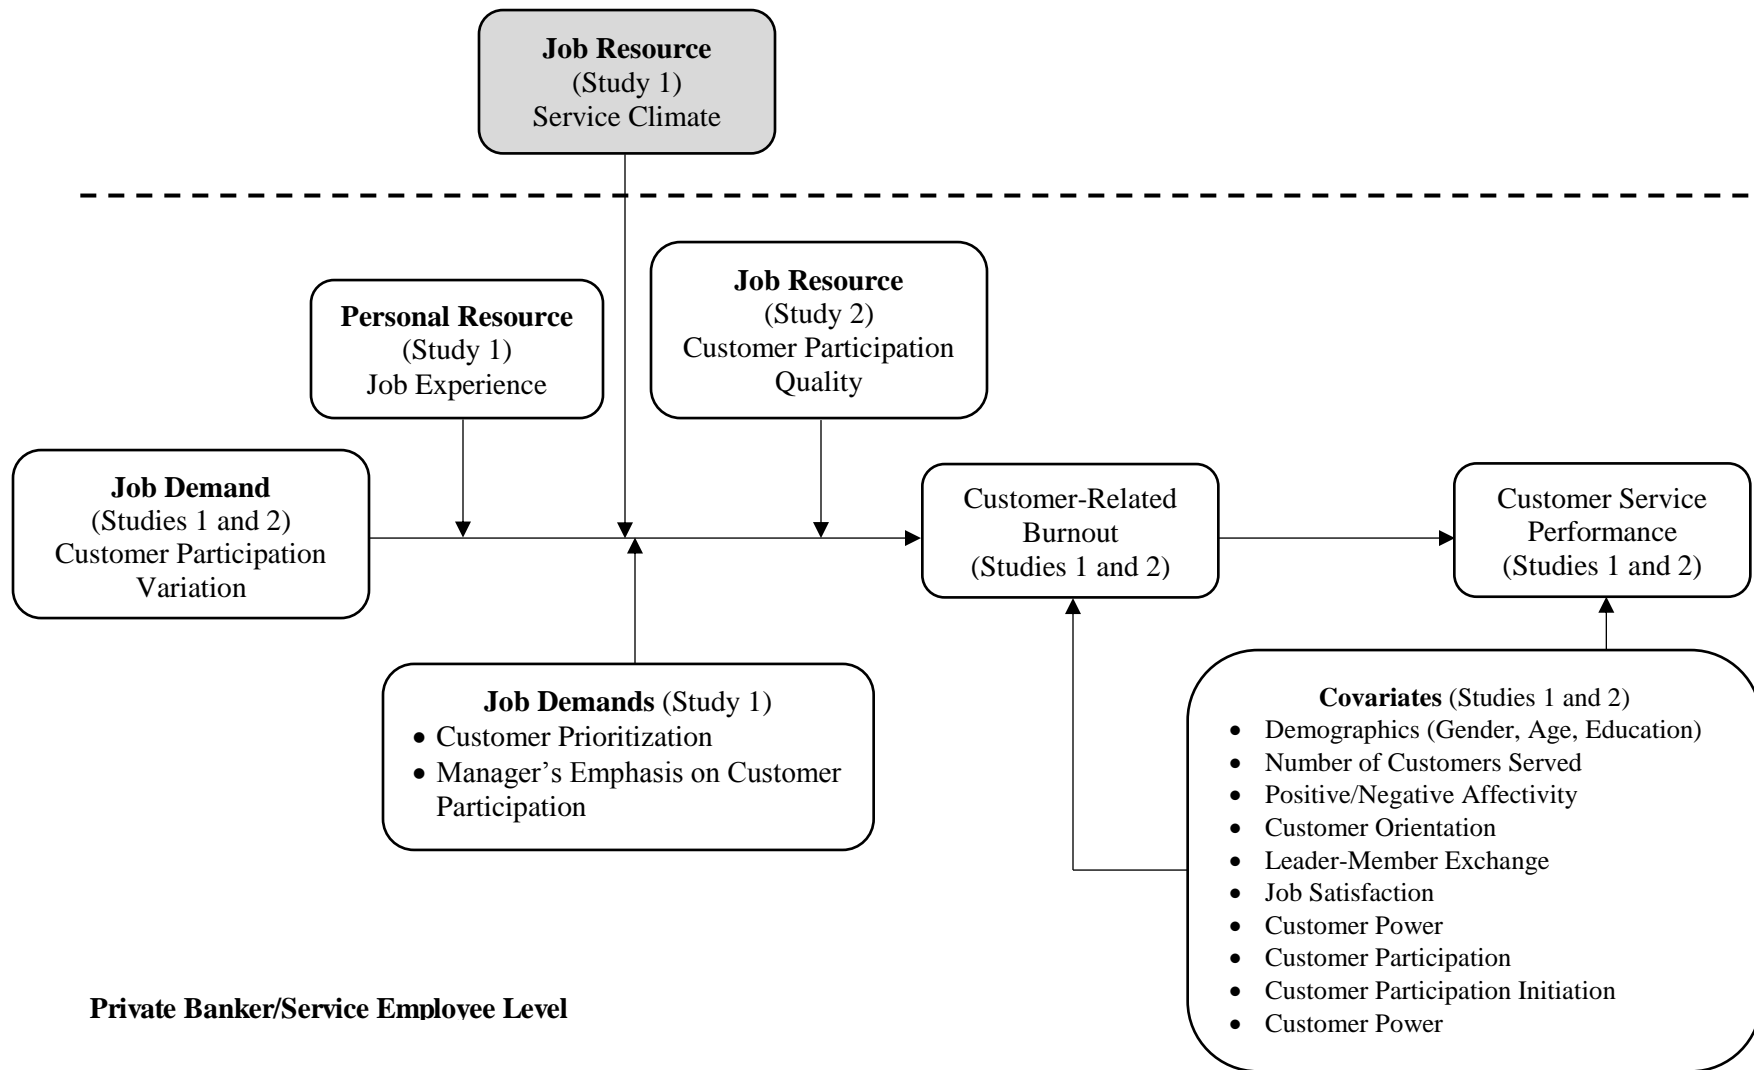 Job Resource
(Study 1)
Service Climate
Personal Resource
(Study 1)
Job Experience
Job Resource
(Study 2)
Customer Participation
Quality
Job Demand
(Studies 1 and 2)
Customer Participation
Variation
Customer-Related
Burnout
(Studies 1 and 2)
Customer Service
Performance
(Studies 1 and 2)
Job Demands (Study 1)
• Customer Prioritization
• Manager’s Emphasis on Customer
Participation
Covariates (Studies 1 and 2)
• Demographics (Gender, Age, Education)
• Number of Customers Served
• Positive/Negative Affectivity
• Customer Orientation
• Leader-Member Exchange
• Job Satisfaction
• Customer Power
• Customer Participation
• Customer Participation Initiation
• Customer Power
Private Banker/Service Employee Level